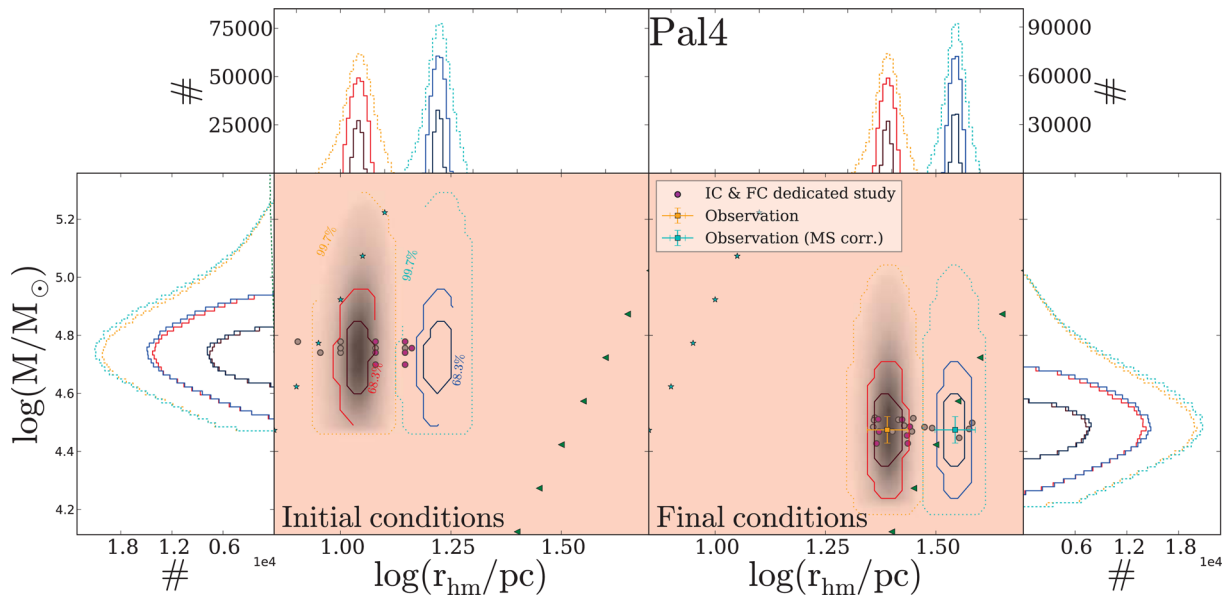 75000
50000
25000
#
Pal4
90000
60000
30000
#
5.2
5.0
4.8
4.6
4.4
4.2
log(M/M⊙)
99.7%
99.7%
68.3%
68.3%
IC & FC dedicated study
Observation
Observation (MS corr.)
Initial conditions
Final conditions
1.8 1.2 0.6
1e4
#
1.00 1.25 1.50
log(r_hm/pc)
1.00 1.25 1.50
log(r_hm/pc)
0.6 1.2 1.8
1e4
#